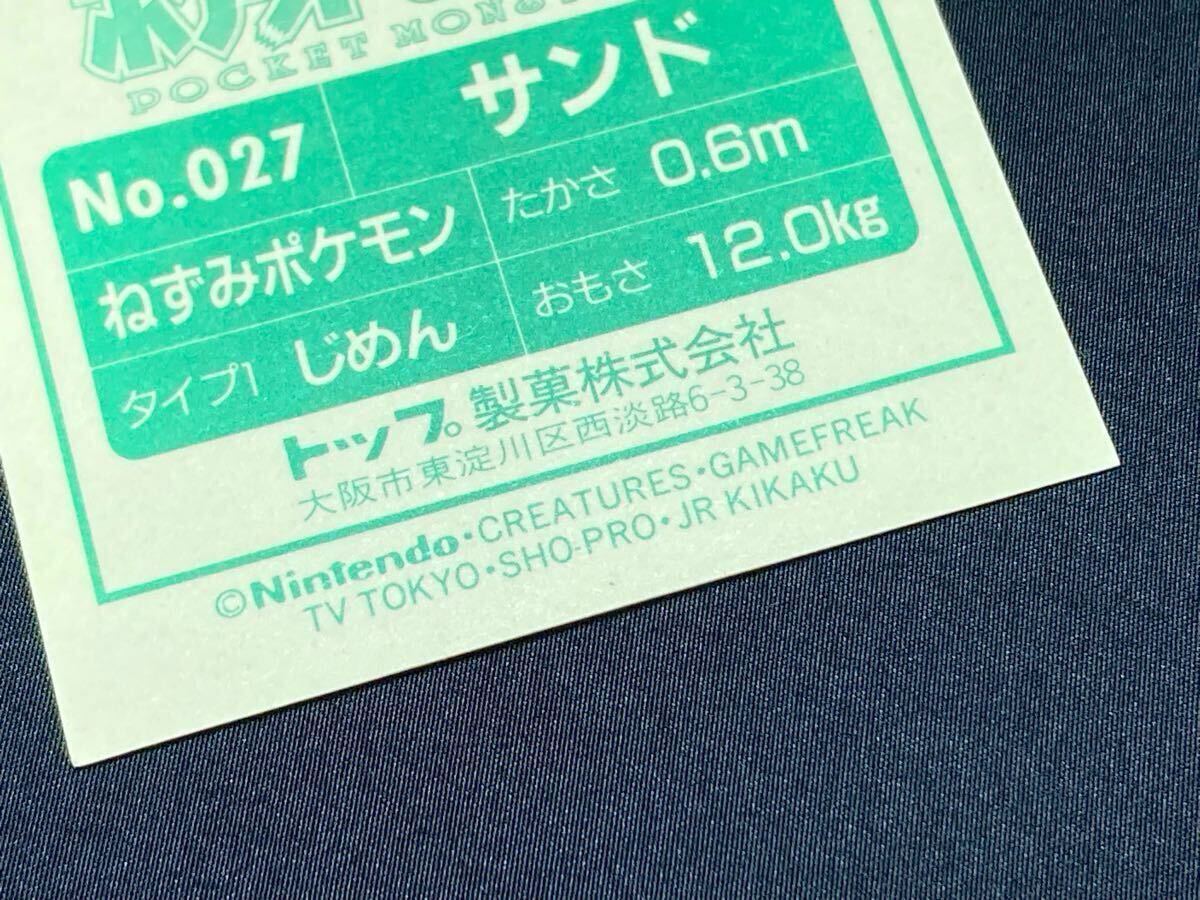 POCKET MONS
No.027 サンド
ねずみポケモン たかさ 0.6m
タイプ1 じめん おもさ 12.0kg
トップ製菓株式会社
大阪市東淀川区西淡路6-3-38
©Nintendo・CREATURES・GAMEFREAK
TV TOKYO・SHO-PRO・JR KIKAKU